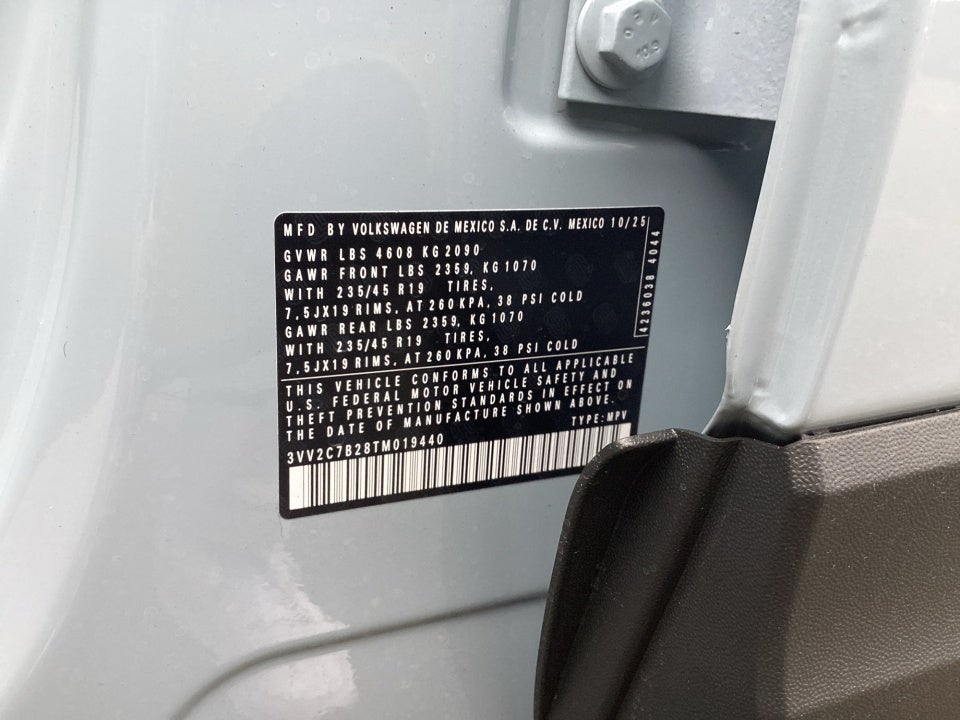 MFD BY VOLKSWAGEN DE MEXICO S.A. DE C.V. MEXICO 10/25
GVWR LBS 4608 KG 2090
GAWR FRONT LBS 2359, KG 1070
WITH 235/45 R19 TIRES,
7,5JX19 RIMS, AT 260 KPA, 38 PSI COLD
GAWR REAR LBS 2359, KG 1070
WITH 235/45 R19 TIRES,
7,5JX19 RIMS, AT 260 KPA, 38 PSI COLD
4236038 4044
THIS VEHICLE CONFORMS TO ALL APPLICABLE
U.S. FEDERAL MOTOR VEHICLE SAFETY AND
THEFT PREVENTION STANDARDS IN EFFECT ON
THE DATE OF MANUFACTURE SHOWN ABOVE.
TYPE: MPV
3VV2C7B28TM019440